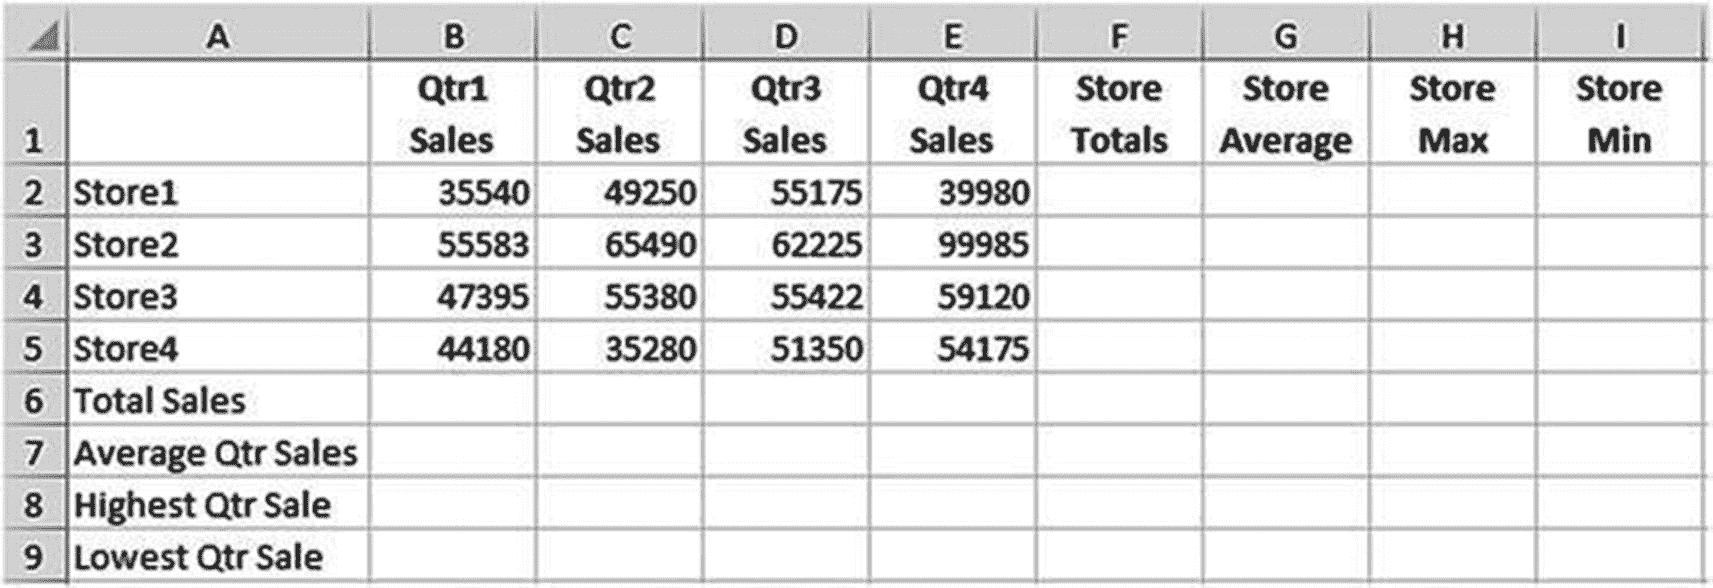 A B C D E F G H I
Qtr1 Qtr2 Qtr3 Qtr4 Store Store Store Store
1 Sales Sales Sales Sales Totals Average Max Min
2 Store1 35540 49250 55175 39980
3 Store2 55583 65490 62225 99985
4 Store3 47395 55380 55422 59120
5 Store4 44180 35280 51350 54175
6 Total Sales
7 Average Qtr Sales
8 Highest Qtr Sale
9 Lowest Qtr Sale